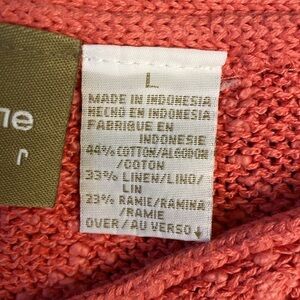 ne
L
MADE IN INDONESIA
HECHO EN INDONESIA
FABRIQUE EN
INDONESIE
44% COTTON/ALGODON
/COTON
33% LINEN/LINO/
LIN
23% RAMIE/RAMINA
/RAMIE
OVER/AU VERSO↓